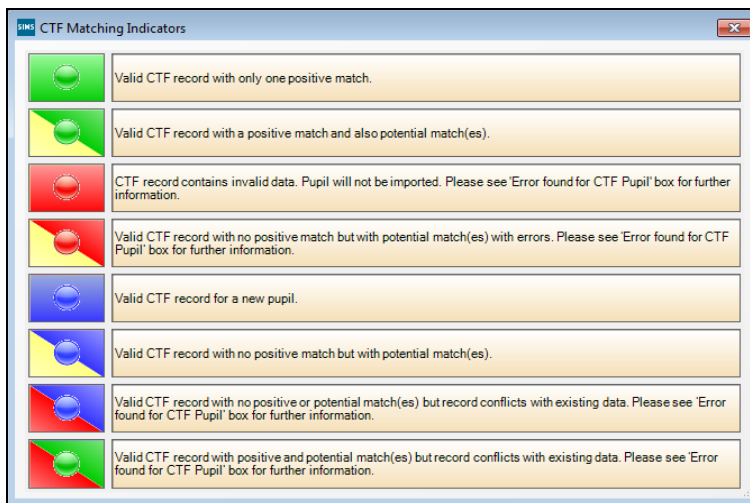 SIMS CTF Matching Indicators
Valid CTF record with only one positive match.
Valid CTF record with a positive match and also potential match(es).
CTF record contains invalid data. Pupil will not be imported. Please see 'Error found for CTF Pupil' box for further
information.
Valid CTF record with no positive match but with potential match(es) with errors. Please see 'Error found for CTF
Pupil' box for further information.
Valid CTF record for a new pupil.
Valid CTF record with no positive match but with potential match(es).
Valid CTF record with no positive or potential match(es) but record conflicts with existing data. Please see 'Error
found for CTF Pupil' box for further information.
Valid CTF record with positive and potential match(es) but record conflicts with existing data. Please see 'Error
found for CTF Pupil' box for further information.